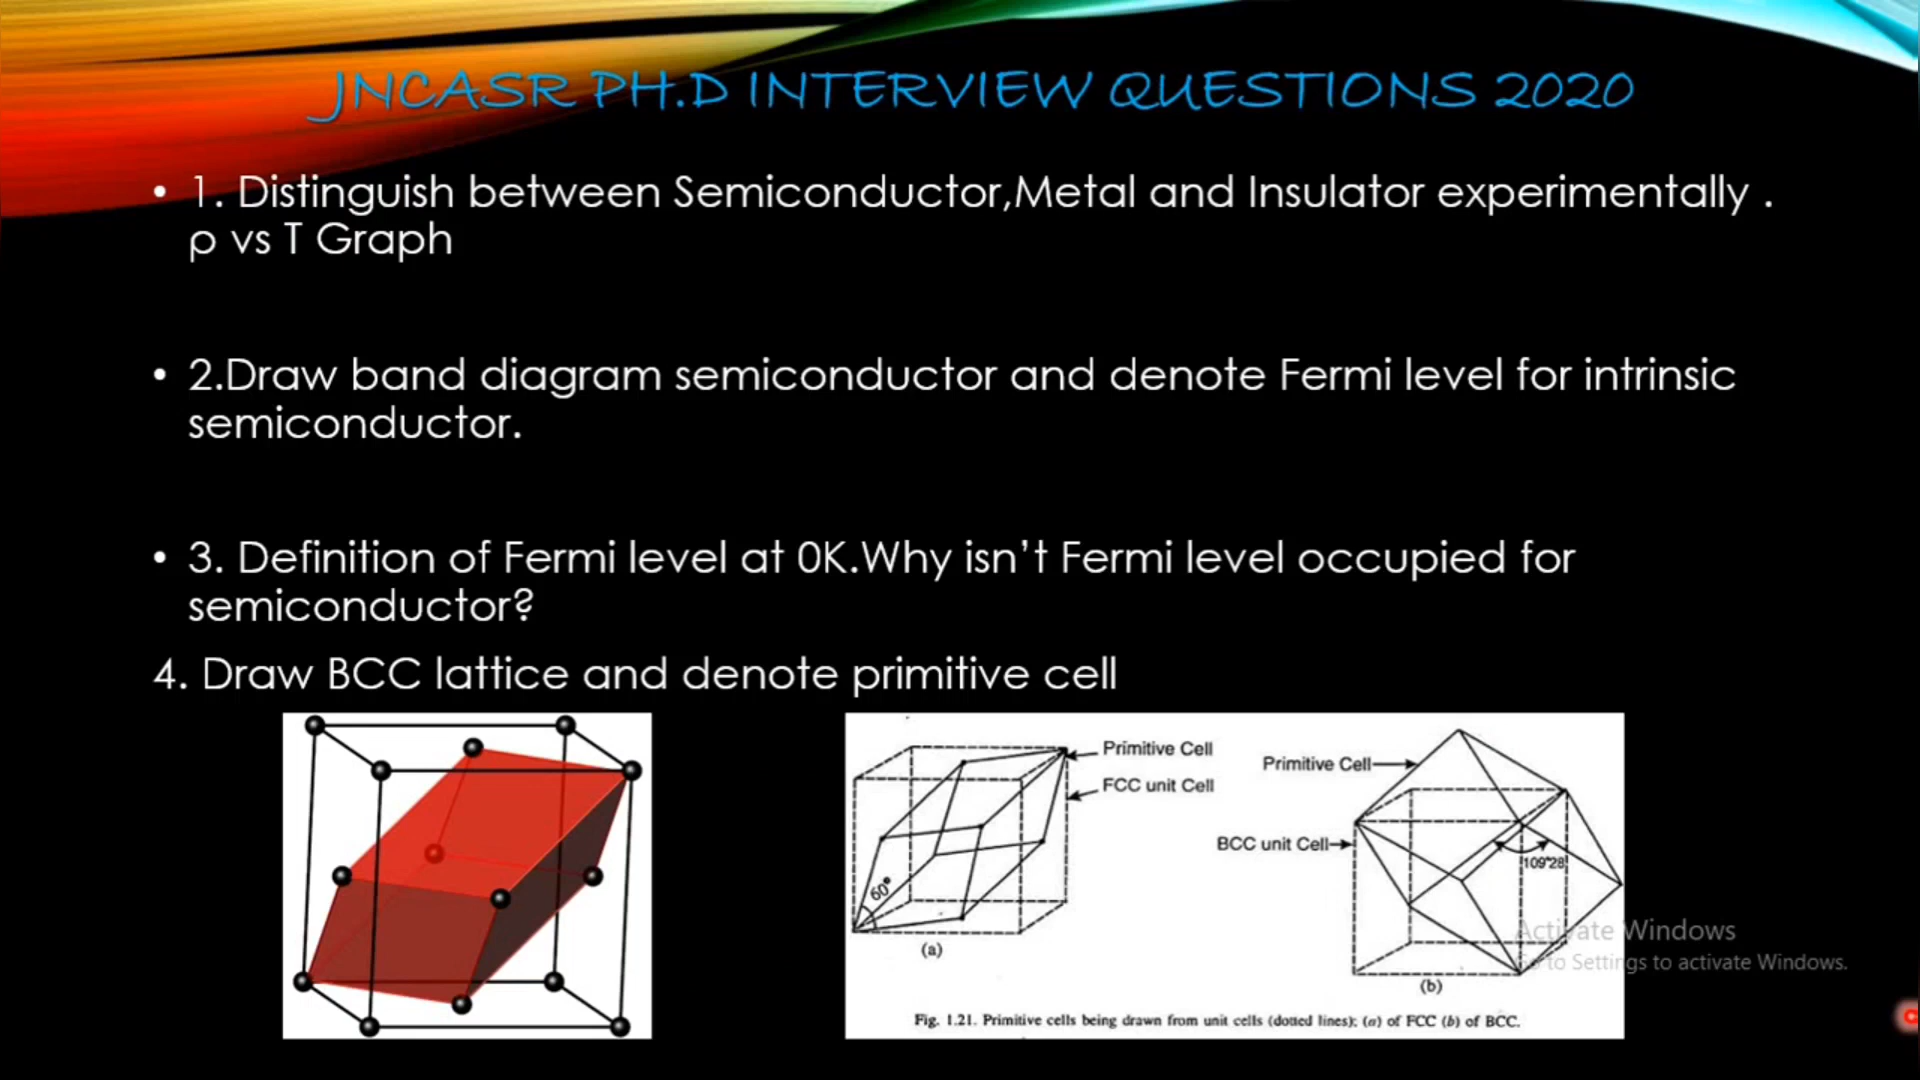 JNCASR PH.D INTERVIEW QUESTIONS 2020
• 1. Distinguish between Semiconductor,Metal and Insulator experimentally .
ρ vs T Graph
• 2.Draw band diagram semiconductor and denote Fermi level for intrinsic
semiconductor.
• 3. Definition of Fermi level at 0K.Why isn't Fermi level occupied for
semiconductor?
4. Draw BCC lattice and denote primitive cell
Primitive Cell
FCC unit Cell
60°
(a)
Primitive Cell
BCC unit Cell
109°28
(b)
Fig. 1.21. Primitive cells being drawn from unit cells (dotted lines); (a) of FCC (b) of BCC.
Activate Windows
Go to Settings to activate Windows.